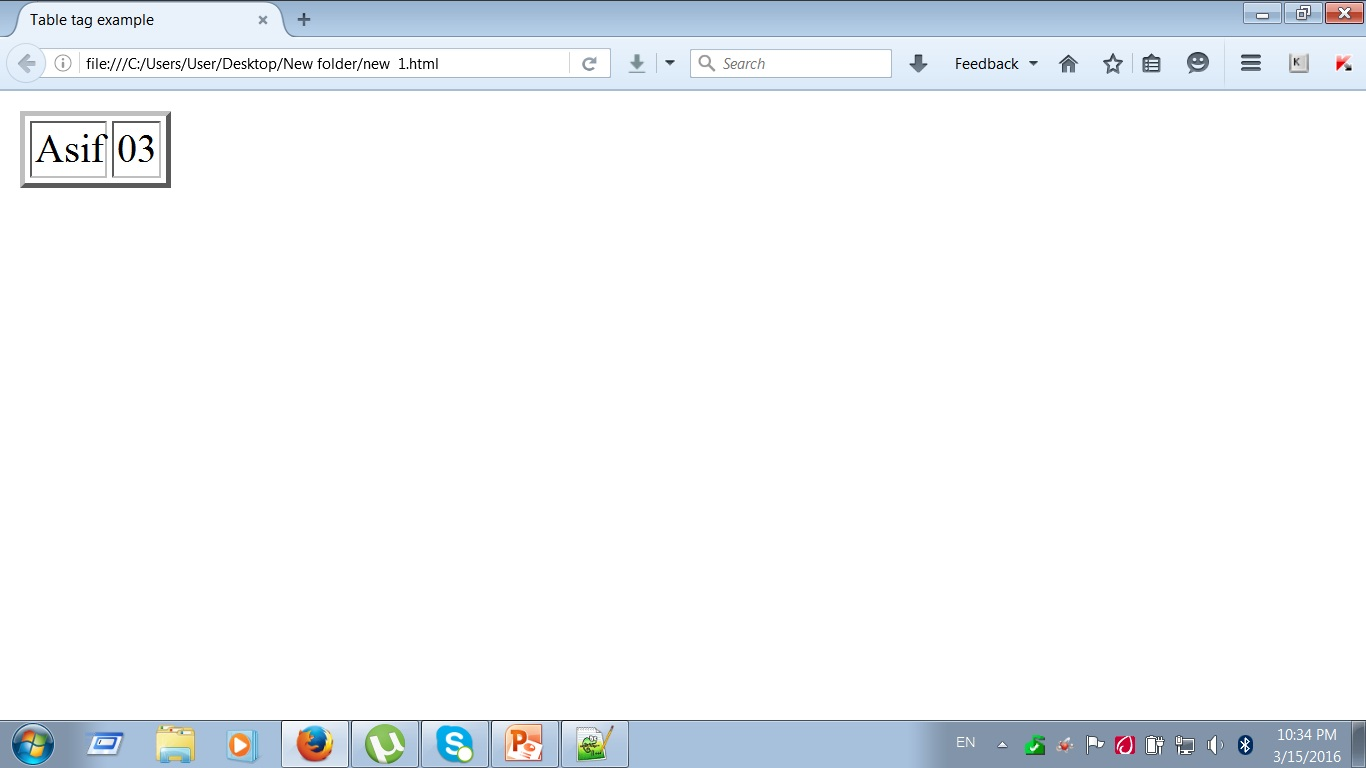 Table tag example
file:///C:/Users/User/Desktop/New folder/new  1.html
Search
Feedback
K
K
Asif 03
EN
10:34 PM
3/15/2016